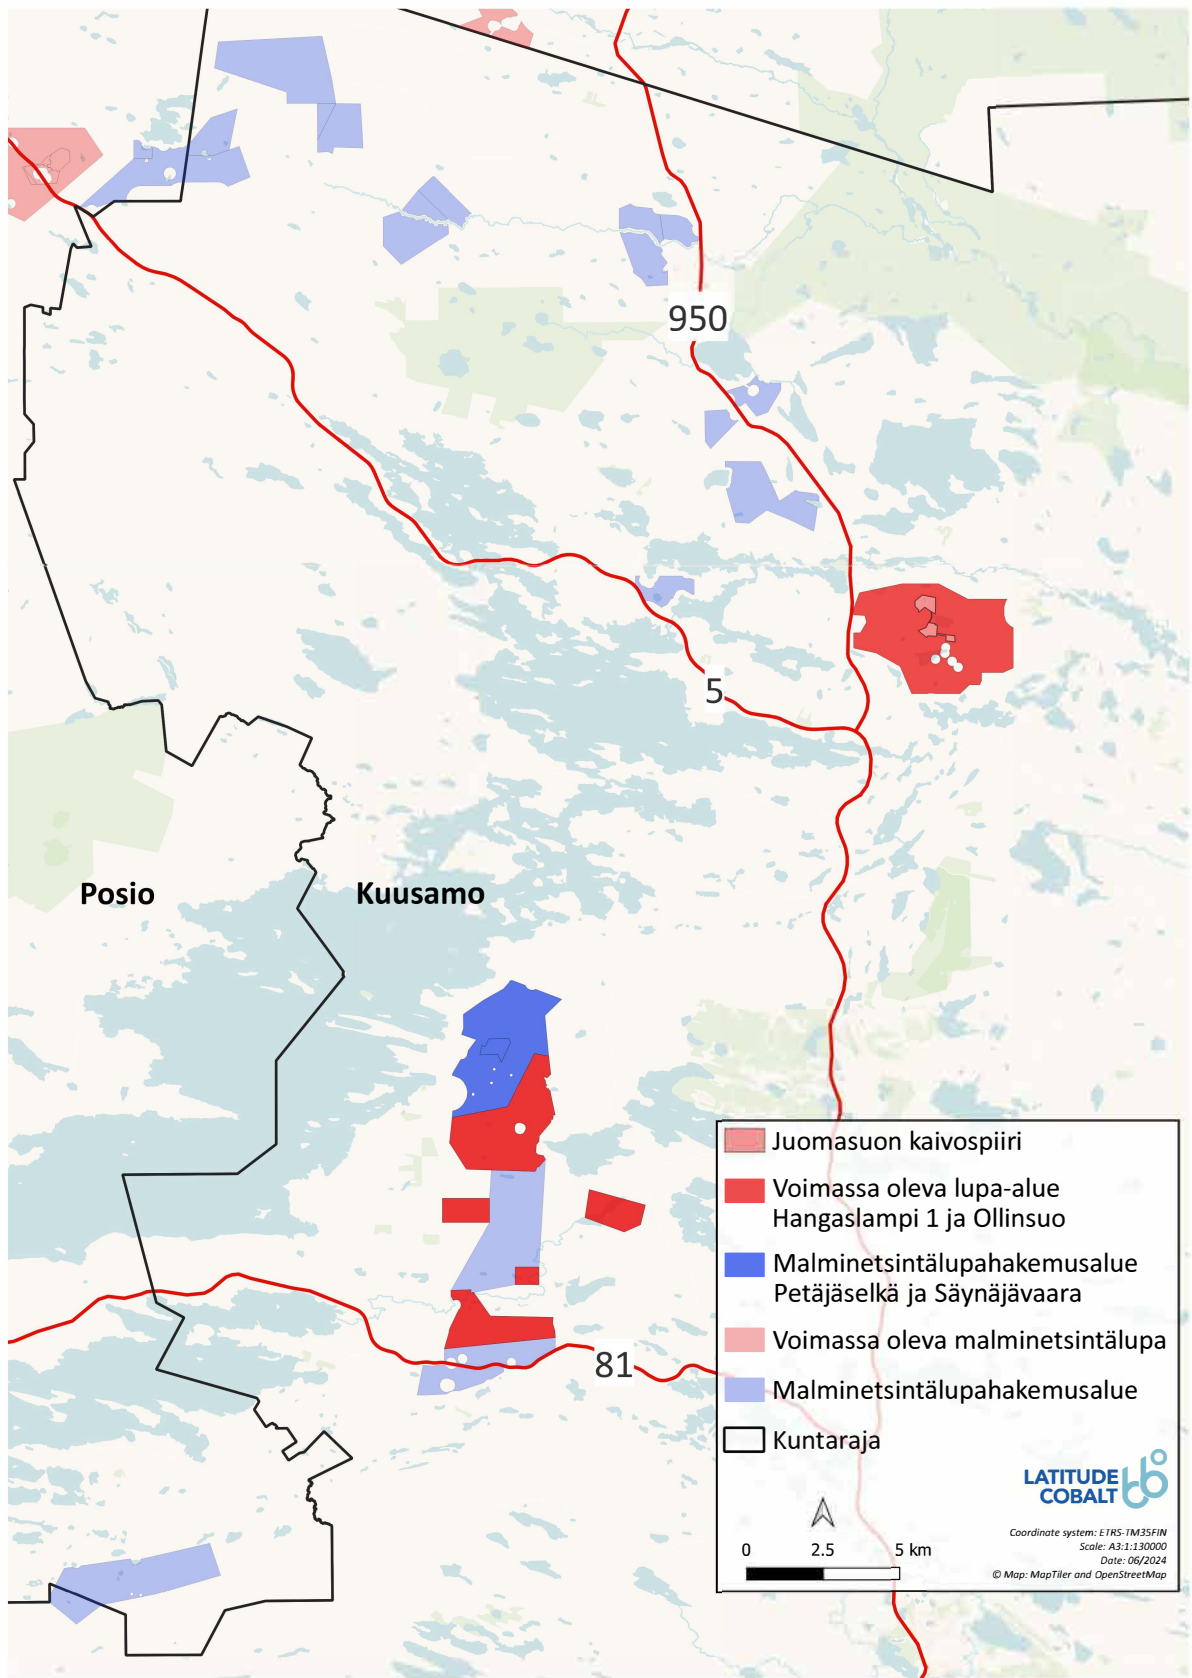 950
5
Posio
Kuusamo
81
Juomasuon kaivospiiri
Voimassa oleva lupa-alue
Hangaslampi 1 ja Ollinsuo
Malminetsintälupahakemusalue
Petäjäselkä ja Säynäjävaara
Voimassa oleva malminetsintälupa
Malminetsintälupahakemusalue
Kuntaraja
LATITUDE
COBALT
0 2.5 5 km
Coordinate system: ETRS-TM35FIN
Scale: A3:1:130000
Date: 06/2024
© Map: MapTiler and OpenStreetMap